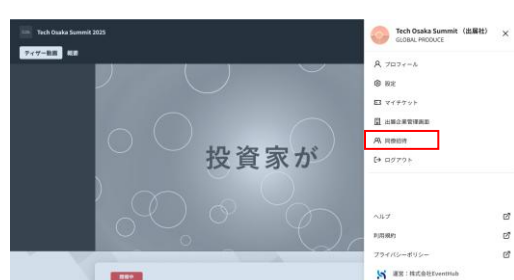 Tech Osaka Summit 2025
ティザー動画 概要
投資家が
開催中
Tech Osaka Summit (出展社)
GLOBAL PRODUCE
プロフィール
設定
マイチケット
出展企業管理画面
同僚招待
ログアウト
ヘルプ
利用規約
プライバシーポリシー
運営：株式会社EventHub